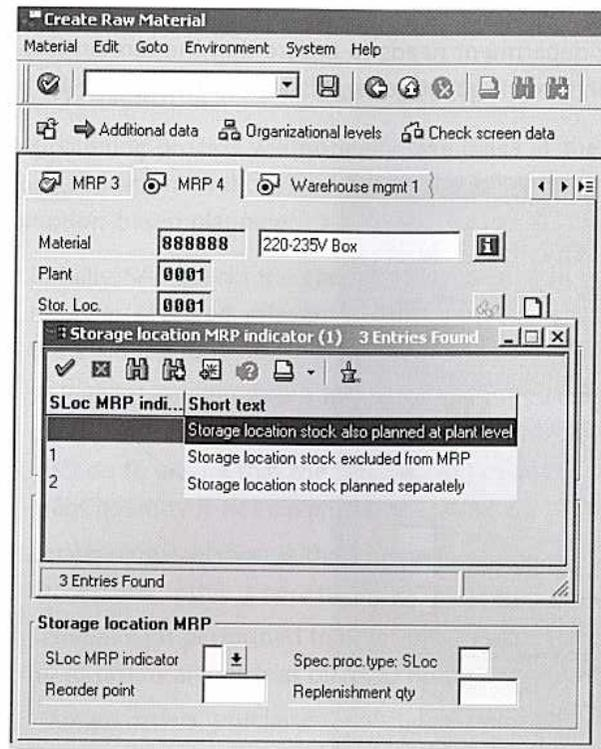 Create Raw Material
Material Edit Goto Environment System Help
Additional data Organizational levels Check screen data
MRP 3 MRP 4 Warehouse mgmt 1
Material 888888 220-235V Box
Plant 0001
Stor. Loc. 0001
Storage location MRP indicator (1) 3 Entries Found
SLoc MRP indi... Short text
Storage location stock also planned at plant level
1 Storage location stock excluded from MRP
2 Storage location stock planned separately
3 Entries Found
Storage location MRP
SLoc MRP indicator Spec.proc.type: SLoc
Reorder point Replenishment qty